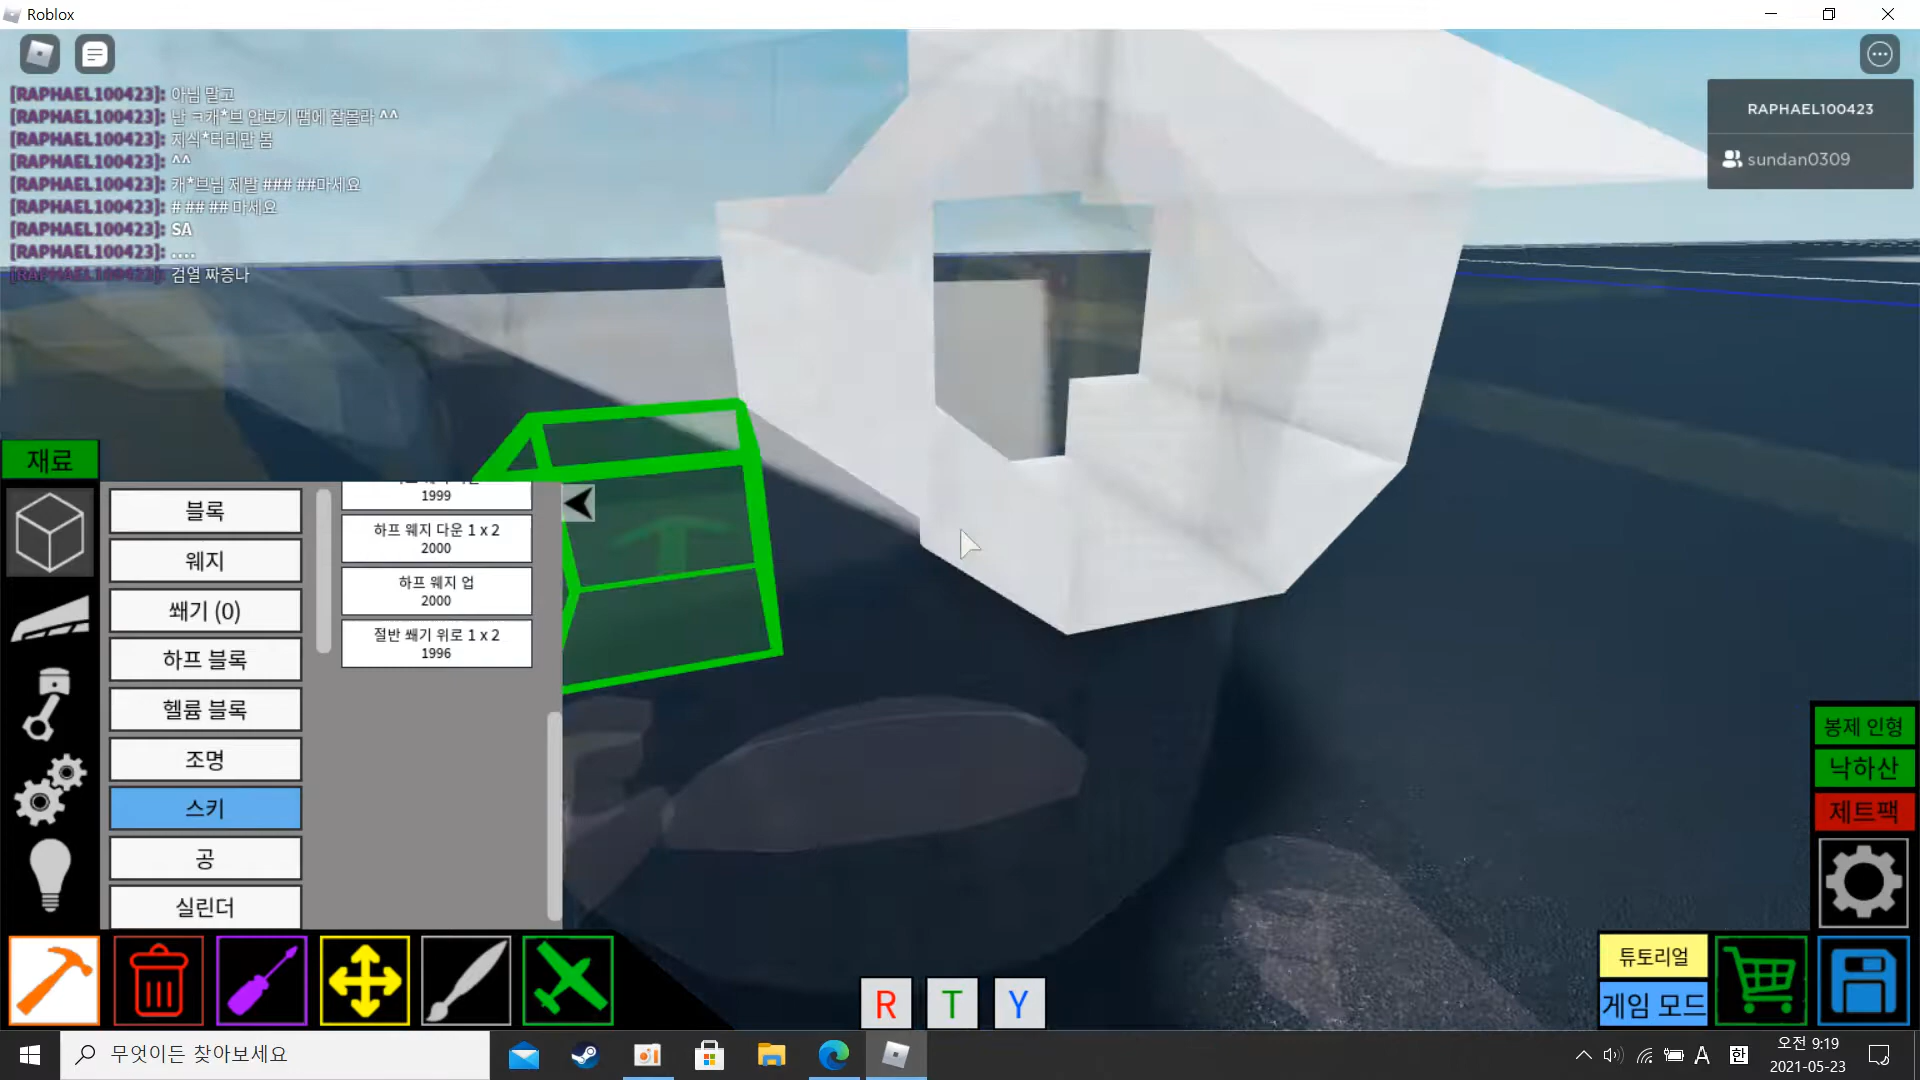 Roblox
[RAPHAEL100423]: 아님 말고
[RAPHAEL100423]: 난 ㅋ캐*브 안보기 땜에 잘몰라 ^^
[RAPHAEL100423]: 지식*터리만 봄
[RAPHAEL100423]: ^^
[RAPHAEL100423]: 캐*브님 제발 ### ##마세요
[RAPHAEL100423]: # ## ## 마세요
[RAPHAEL100423]: SA
[RAPHAEL100423]: ....
[RAPHAEL100423]: 검열 짜증나
RAPHAEL100423
sundan0309
재료
블록
웨지
쐐기 (0)
하프 블록
헬륨 블록
조명
스키
공
실린더
1999
하프 웨지 다운 1 x 2
2000
하프 웨지 업
2000
절반 쐐기 위로 1 x 2
1996
봉제 인형
낙하산
제트팩
튜토리얼
게임 모드
R T Y
무엇이든 찾아보세요
A 한
오전 9:19
2021-05-23